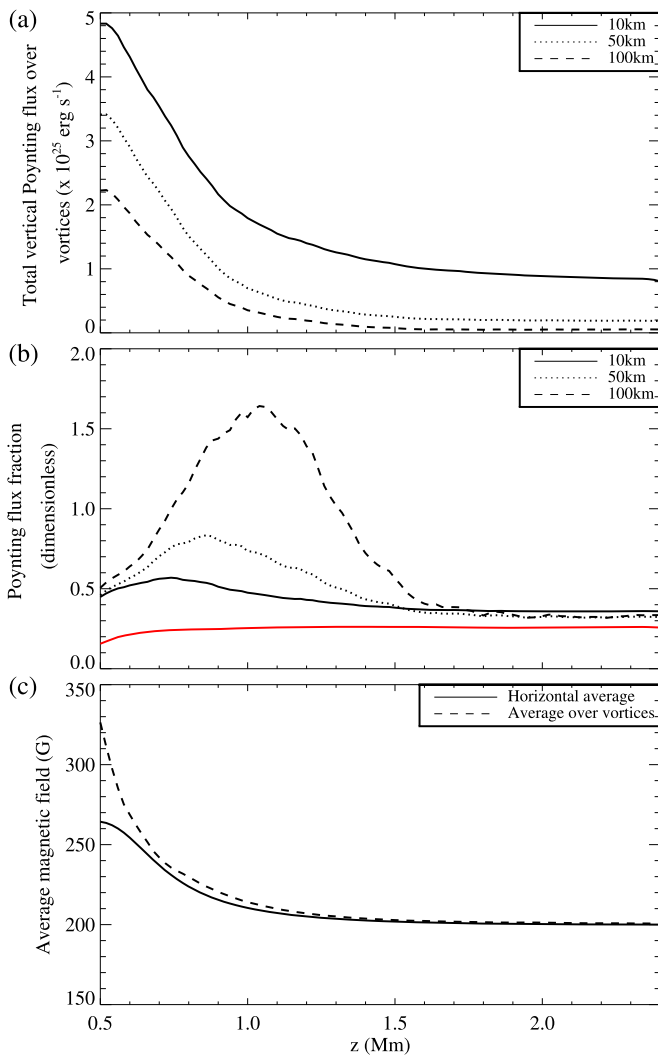 (a)
Total vertical Poynting flux over
vortices (x 10^25 erg s^-1)
5
4
3
2
1
0
10km
50km
100km
(b)
Poynting flux fraction
(dimensionless)
2.0
1.5
1.0
0.5
0.0
10km
50km
100km
(c)
Average magnetic field (G)
350
300
250
200
150
Horizontal average
Average over vortices
0.5 1.0 1.5 2.0
z (Mm)